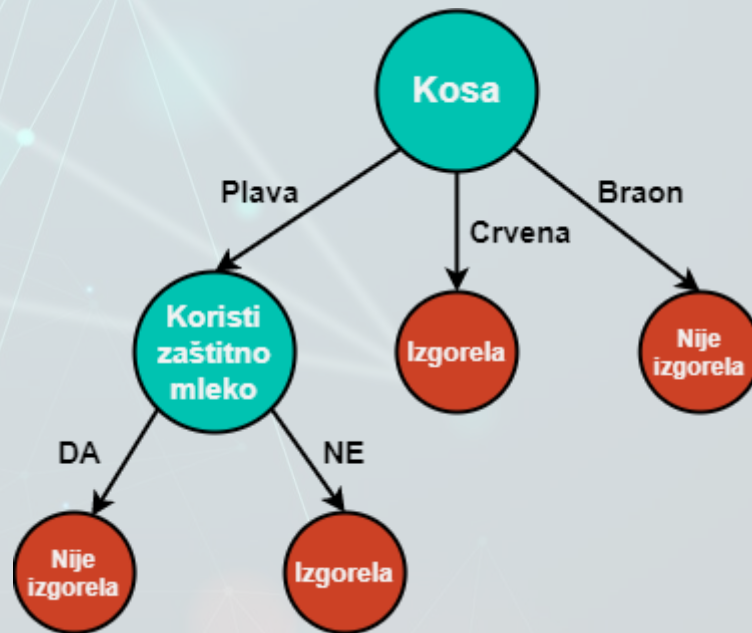 Kosa
Plava
Braon
Crvena
Koristi
zaštitno
mleko
Izgorela
Nije
izgorela
DA
NE
Nije
izgorela
Izgorela